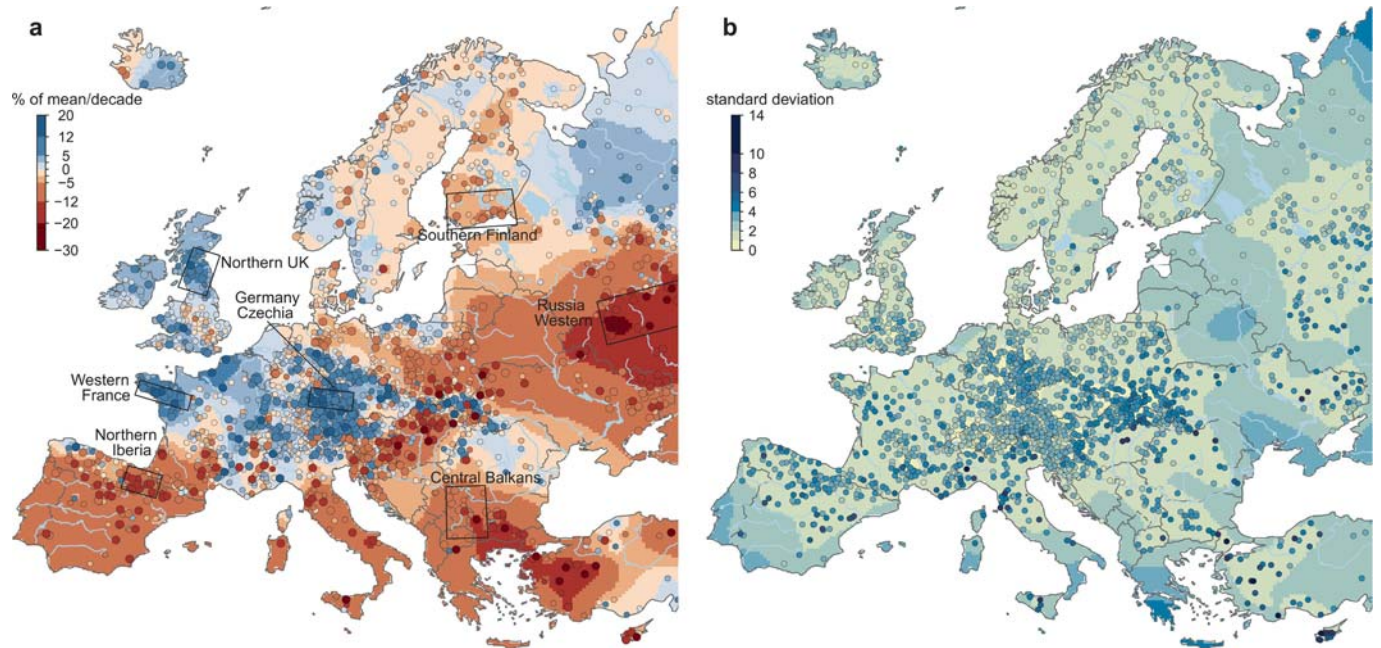 a
% of mean/decade
20
12
5
0
−5
−12
−20
−30
Southern Finland
Northern UK
Germany
Czechia
Russia
Western
Western
France
Northern
Iberia
Central Balkans
b
standard deviation
14
10
6
4
2
0